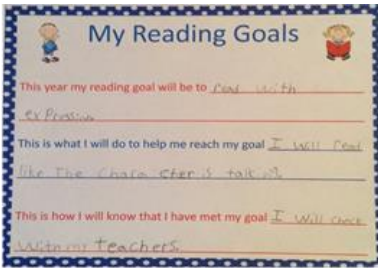 My Reading Goals
This year my reading goal will be to read with
exPression
This is what I will do to help me reach my goal I will read
like The Chara cter is talking
This is how I will know that I have met my goal I will check
with my teachers.